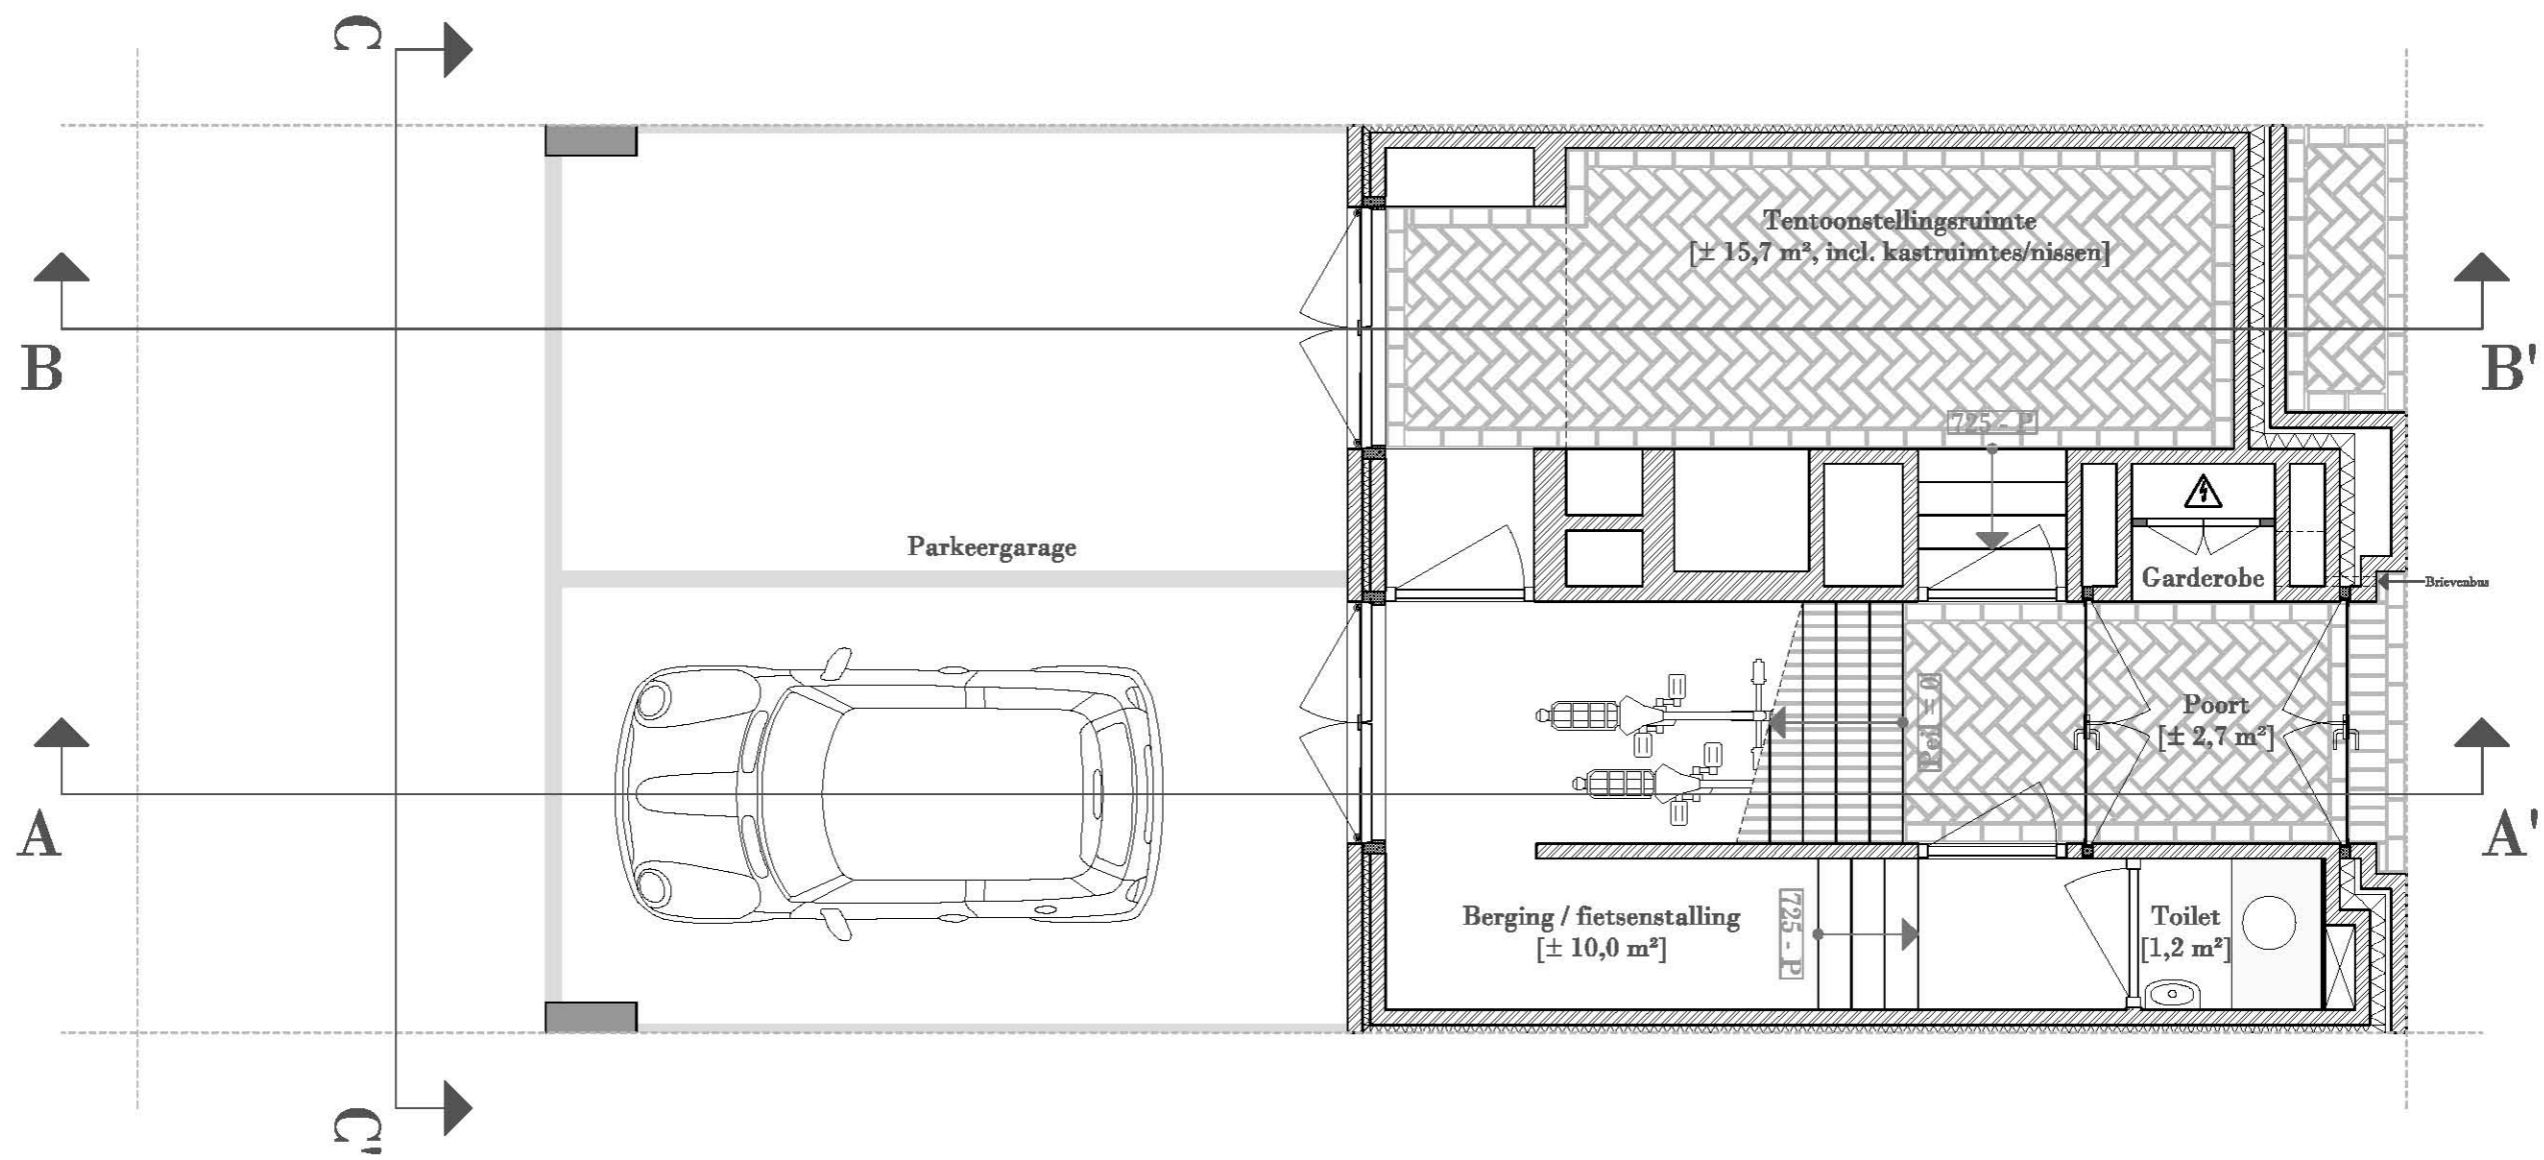 C
Tentoonstellingsruimte
[± 15,7 m², incl. kastruimtes/nissen]
B
B'
725 - P
Parkeergarage
Garderobe
Brievenbus
Peil = 0
Poort
[± 2,7 m²]
A
A'
Berging / fietsenstalling
[± 10,0 m²]
725 - P
Toilet
[1,2 m²]
C'